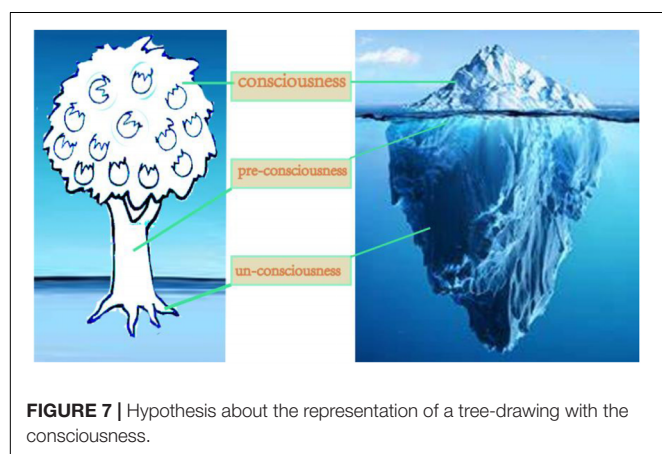 consciousness
pre-consciousness
un-consciousness
FIGURE 7 | Hypothesis about the representation of a tree-drawing with the
consciousness.